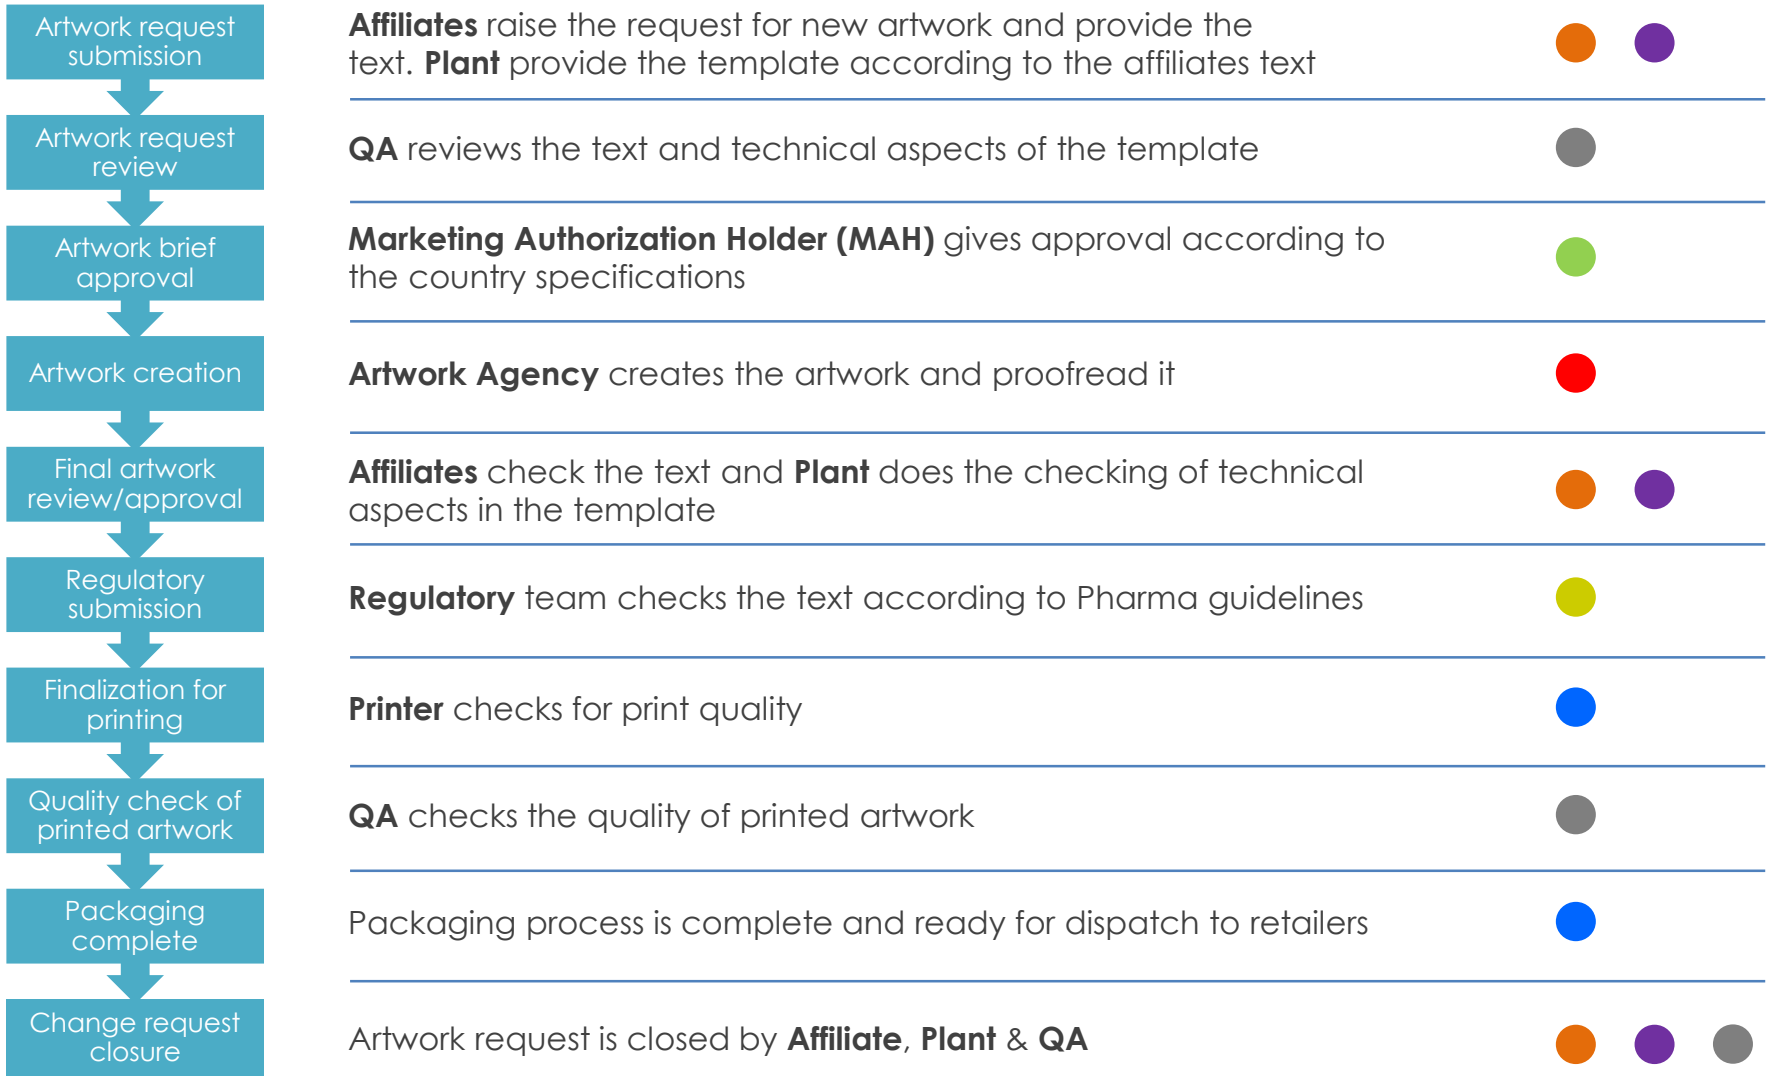 Artwork request
submission
Affiliates raise the request for new artwork and provide the
text. Plant provide the template according to the affiliates text
Artwork request
review
QA reviews the text and technical aspects of the template
Artwork brief
approval
Marketing Authorization Holder (MAH) gives approval according to
the country specifications
Artwork creation
Artwork Agency creates the artwork and proofread it
Final artwork
review/approval
Affiliates check the text and Plant does the checking of technical
aspects in the template
Regulatory
submission
Regulatory team checks the text according to Pharma guidelines
Finalization for
printing
Printer checks for print quality
Quality check of
printed artwork
QA checks the quality of printed artwork
Packaging
complete
Packaging process is complete and ready for dispatch to retailers
Change request
closure
Artwork request is closed by Affiliate, Plant & QA